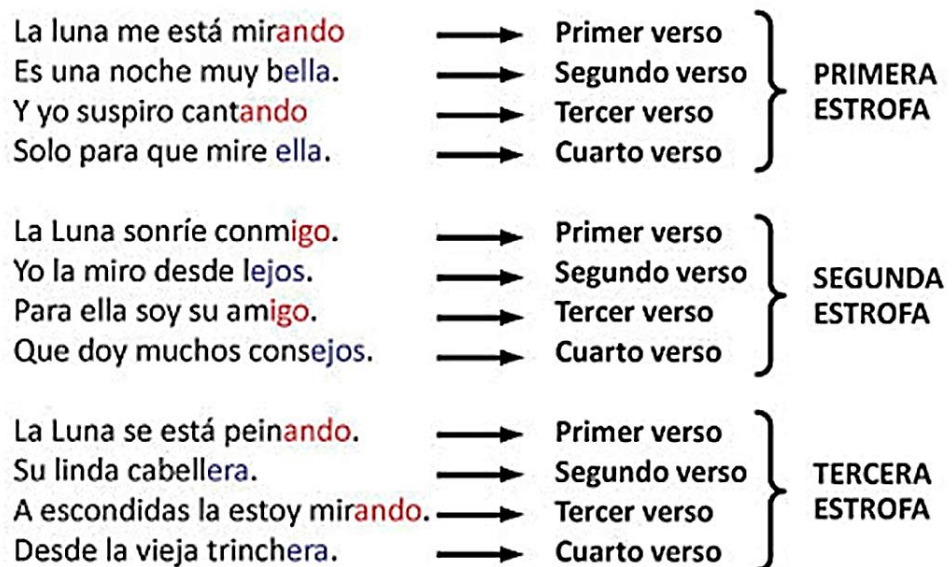 La luna me está mirando Primer verso
Es una noche muy bella. Segundo verso
Y yo suspiro cantando Tercer verso
Solo para que mire ella. Cuarto verso
PRIMERA
ESTROFA
La Luna sonríe conmigo. Primer verso
Yo la miro desde lejos. Segundo verso
Para ella soy su amigo. Tercer verso
Que doy muchos consejos. Cuarto verso
SEGUNDA
ESTROFA
La Luna se está peinando. Primer verso
Su linda cabellera. Segundo verso
A escondidas la estoy mirando. Tercer verso
Desde la vieja trinchera. Cuarto verso
TERCERA
ESTROFA